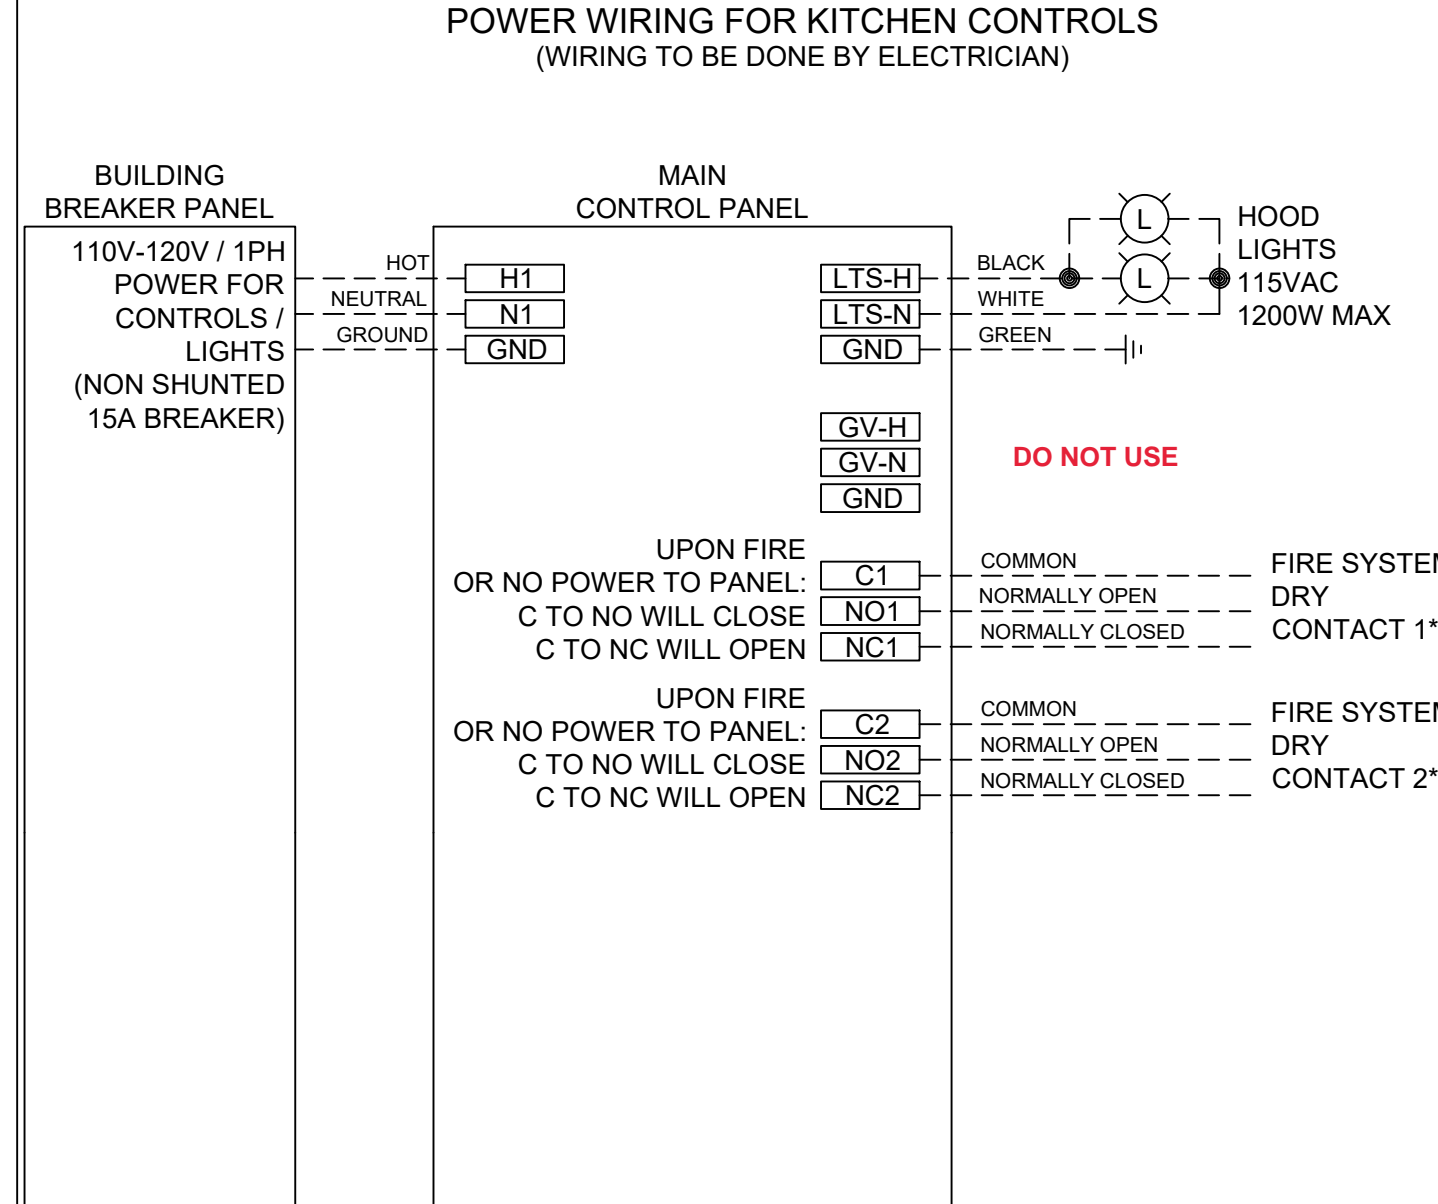 POWER WIRING FOR KITCHEN CONTROLS
(WIRING TO BE DONE BY ELECTRICIAN)
BUILDING
BREAKER PANEL
MAIN
CONTROL PANEL
110V-120V / 1PH
POWER FOR
CONTROLS /
LIGHTS
(NON SHUNTED
15A BREAKER)
HOT
NEUTRAL
GROUND
H1
N1
GND
LTS-H
LTS-N
GND
BLACK
WHITE
GREEN
L
L
HOOD
LIGHTS
115VAC
1200W MAX
GV-H
GV-N
GND
DO NOT USE
UPON FIRE
OR NO POWER TO PANEL:
C TO NO WILL CLOSE
C TO NC WILL OPEN
C1
NO1
NC1
COMMON
NORMALLY OPEN
NORMALLY CLOSED
FIRE SYSTEM
DRY
CONTACT 1*
UPON FIRE
OR NO POWER TO PANEL:
C TO NO WILL CLOSE
C TO NC WILL OPEN
C2
NO2
NC2
COMMON
NORMALLY OPEN
NORMALLY CLOSED
FIRE SYSTEM
DRY
CONTACT 2*